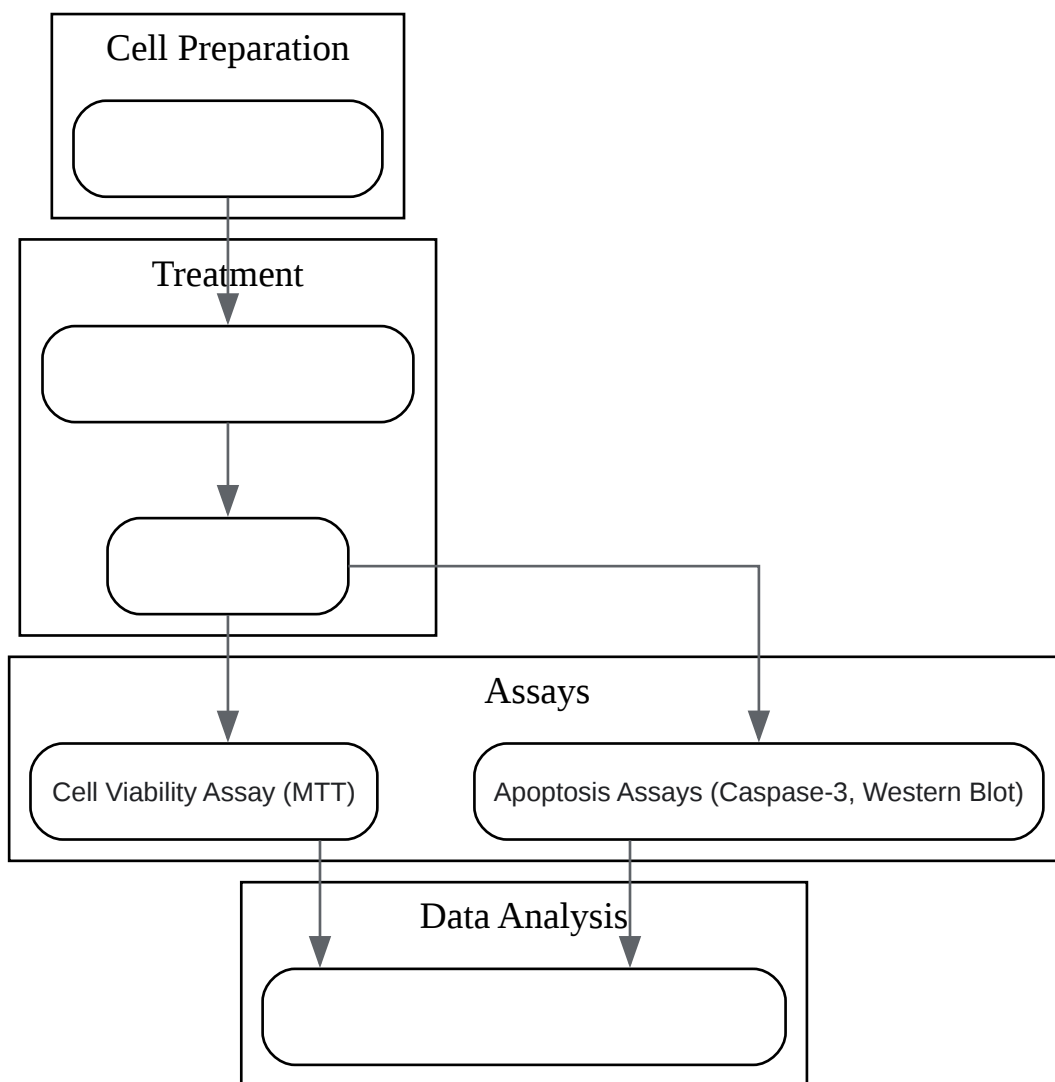 Cell Preparation
Treatment
Assays
Cell Viability Assay (MTT)
Apoptosis Assays (Caspase-3, Western Blot)
Data Analysis